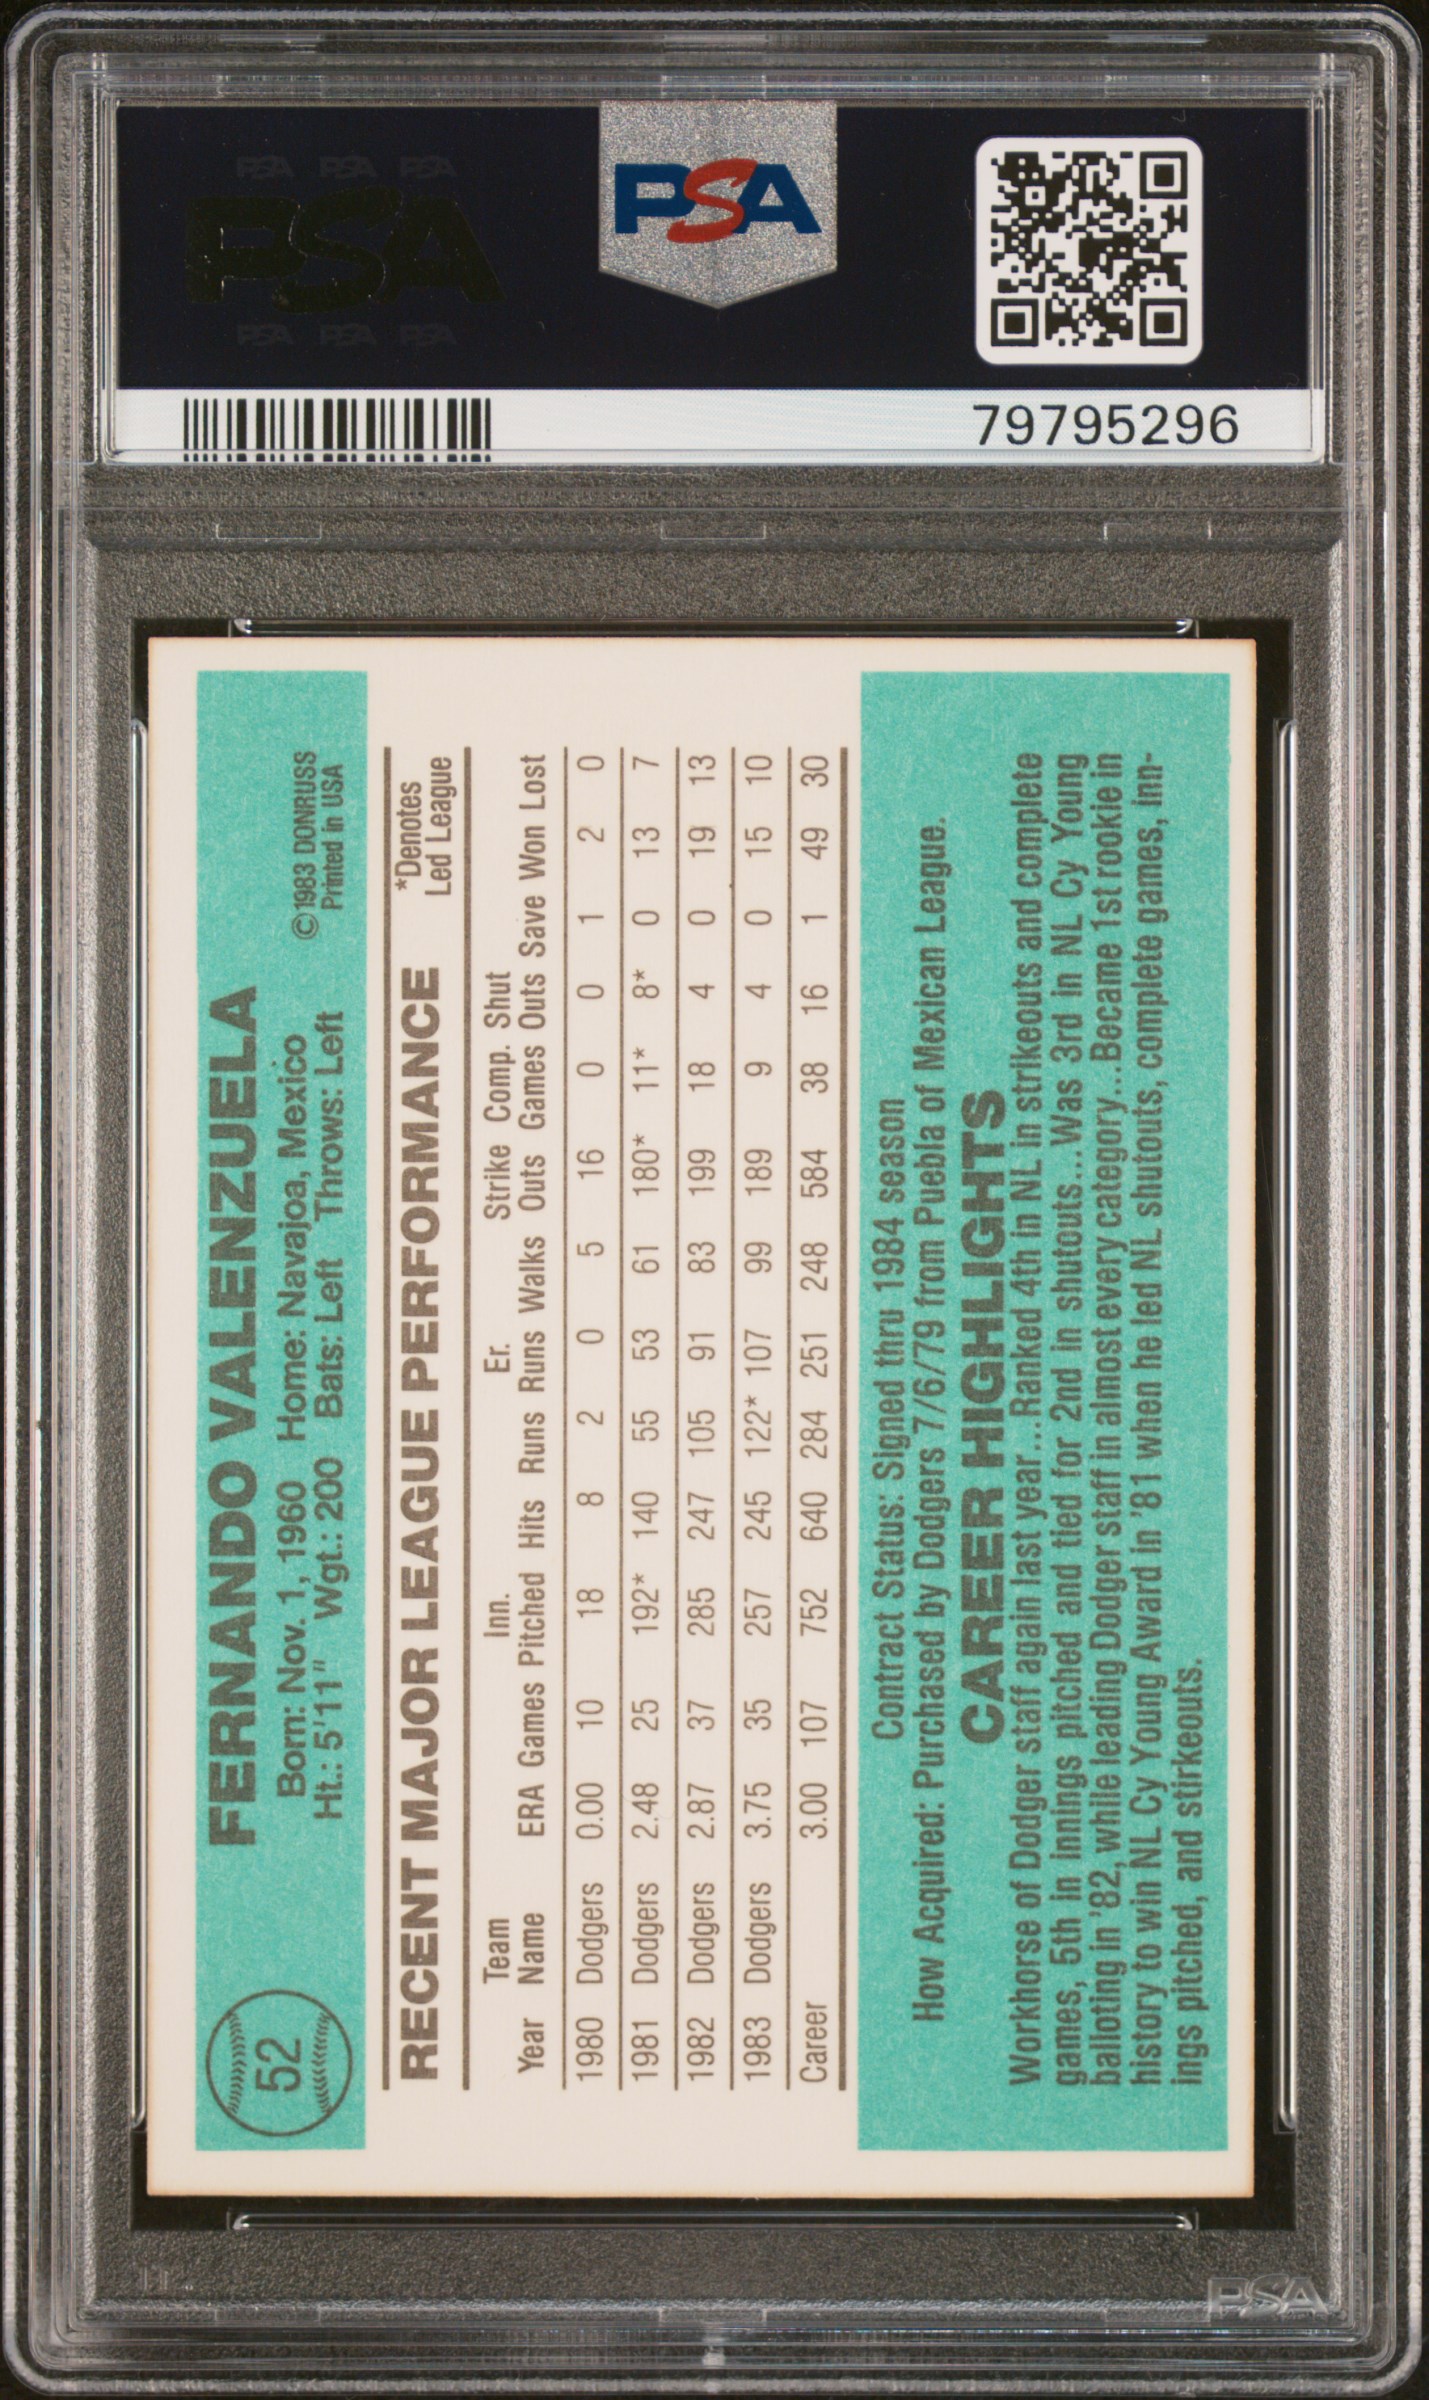 PSA PSA PSA
PSA
PSA PSA PSA
PSA
79795296
52
FERNANDO VALENZUELA
Born: Nov. 1, 1960 Home: Navajoa, Mexico ©1983 DONRUSS
Ht.: 5'11" Wgt.: 200 Bats: Left Throws: Left Printed in USA
RECENT MAJOR LEAGUE PERFORMANCE *Denotes Led League
Team Inn. Er. Strike Comp. Shut
Year Name ERA Games Pitched Hits Runs Runs Walks Outs Games Outs Save Won Lost
1980 Dodgers 0.00 10 18 8 2 0 5 16 0 0 1 2 0
1981 Dodgers 2.48 25 192* 140 55 53 61 180* 11* 8* 0 13 7
1982 Dodgers 2.87 37 285 247 105 91 83 199 18 4 0 19 13
1983 Dodgers 3.75 35 257 245 122* 107 99 189 9 4 0 15 10
Career 3.00 107 752 640 284 251 248 584 38 16 1 49 30
Contract Status: Signed thru 1984 season
How Acquired: Purchased by Dodgers 7/6/79 from Puebla of Mexican League.
CAREER HIGHLIGHTS
Workhorse of Dodger staff again last year...Ranked 4th in NL in strikeouts and complete
games, 5th in innings pitched and tied for 2nd in shutouts...Was 3rd in NL Cy Young
balloting in '82, while leading Dodger staff in almost every category...Became 1st rookie in
history to win NL Cy Young Award in '81 when he led NL shutouts, complete games, inn-
ings pitched, and stirkeouts.
PSA